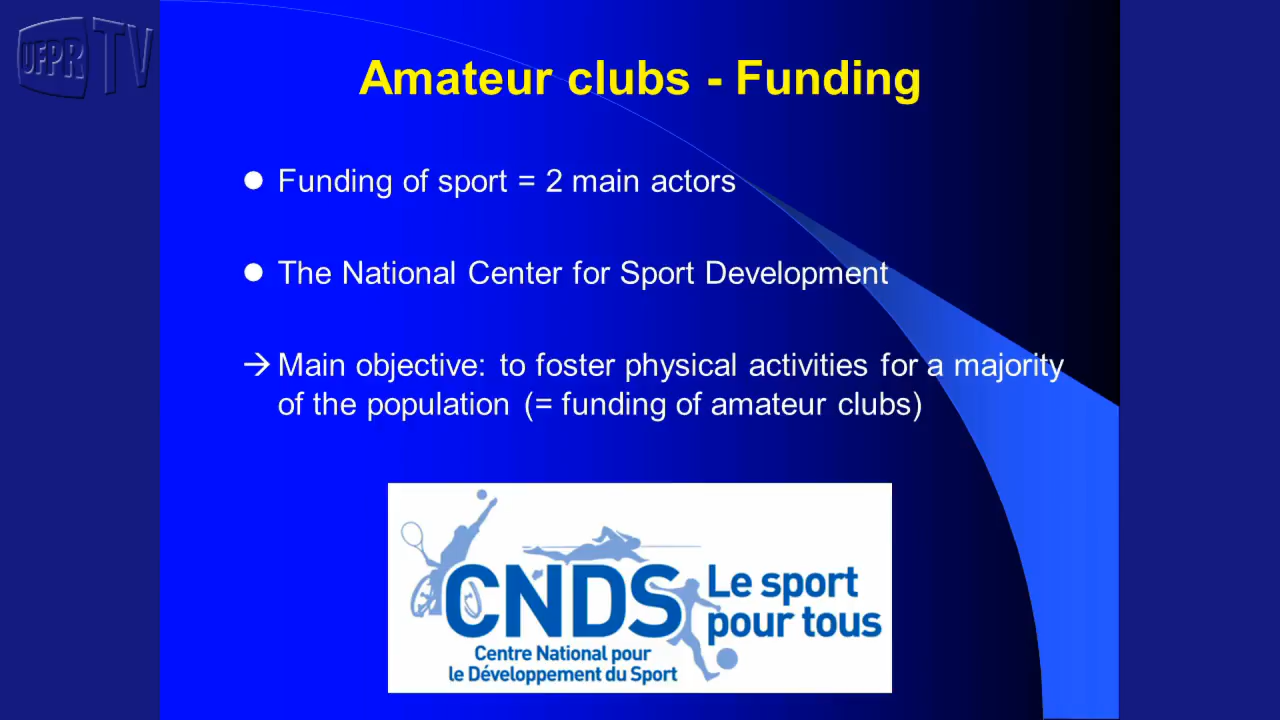 UFPR TV
Amateur clubs - Funding
● Funding of sport = 2 main actors
● The National Center for Sport Development
→ Main objective: to foster physical activities for a majority
of the population (= funding of amateur clubs)
CNDS
Le sport
pour tous
Centre National pour
le Développement du Sport